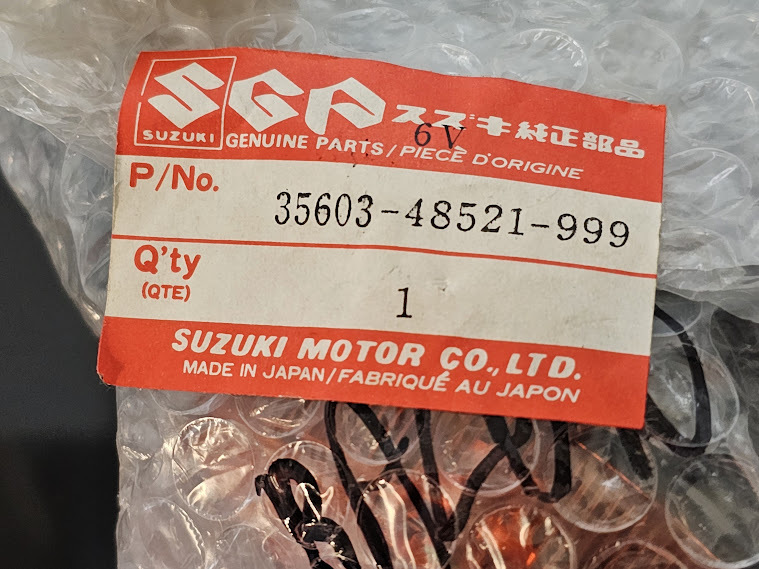 SUZUKI
SGP スズキ純正部品
6V
GENUINE PARTS/PIÈCE D'ORIGINE
P/No.
35603-48521-999
Q'ty
(QTE)
1
SUZUKI MOTOR CO., LTD.
MADE IN JAPAN/FABRIQUÉ AU JAPON